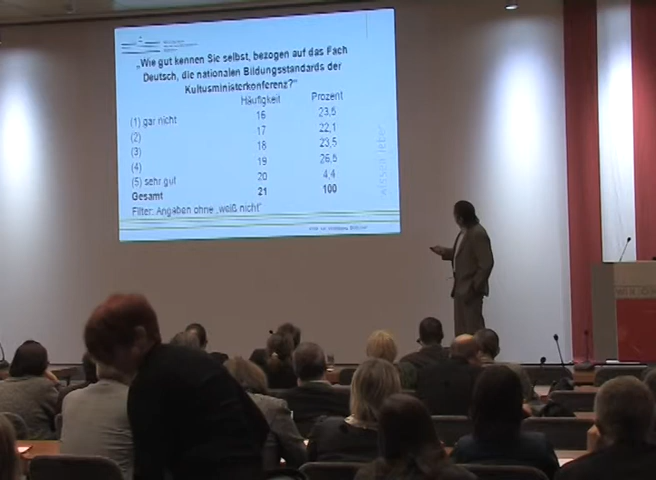 „Wie gut kennen Sie selbst, bezogen auf das Fach
Deutsch, die nationalen Bildungsstandards der
Kultusministerkonferenz?"
Häufigkeit Prozent
(1) gar nicht 16 23,5
(2) 17 22,1
(3) 18 23,5
(4) 19 26,5
(5) sehr gut 20 4,4
Gesamt 21 100
Filter: Angaben ohne „weiß nicht"
wissen leben